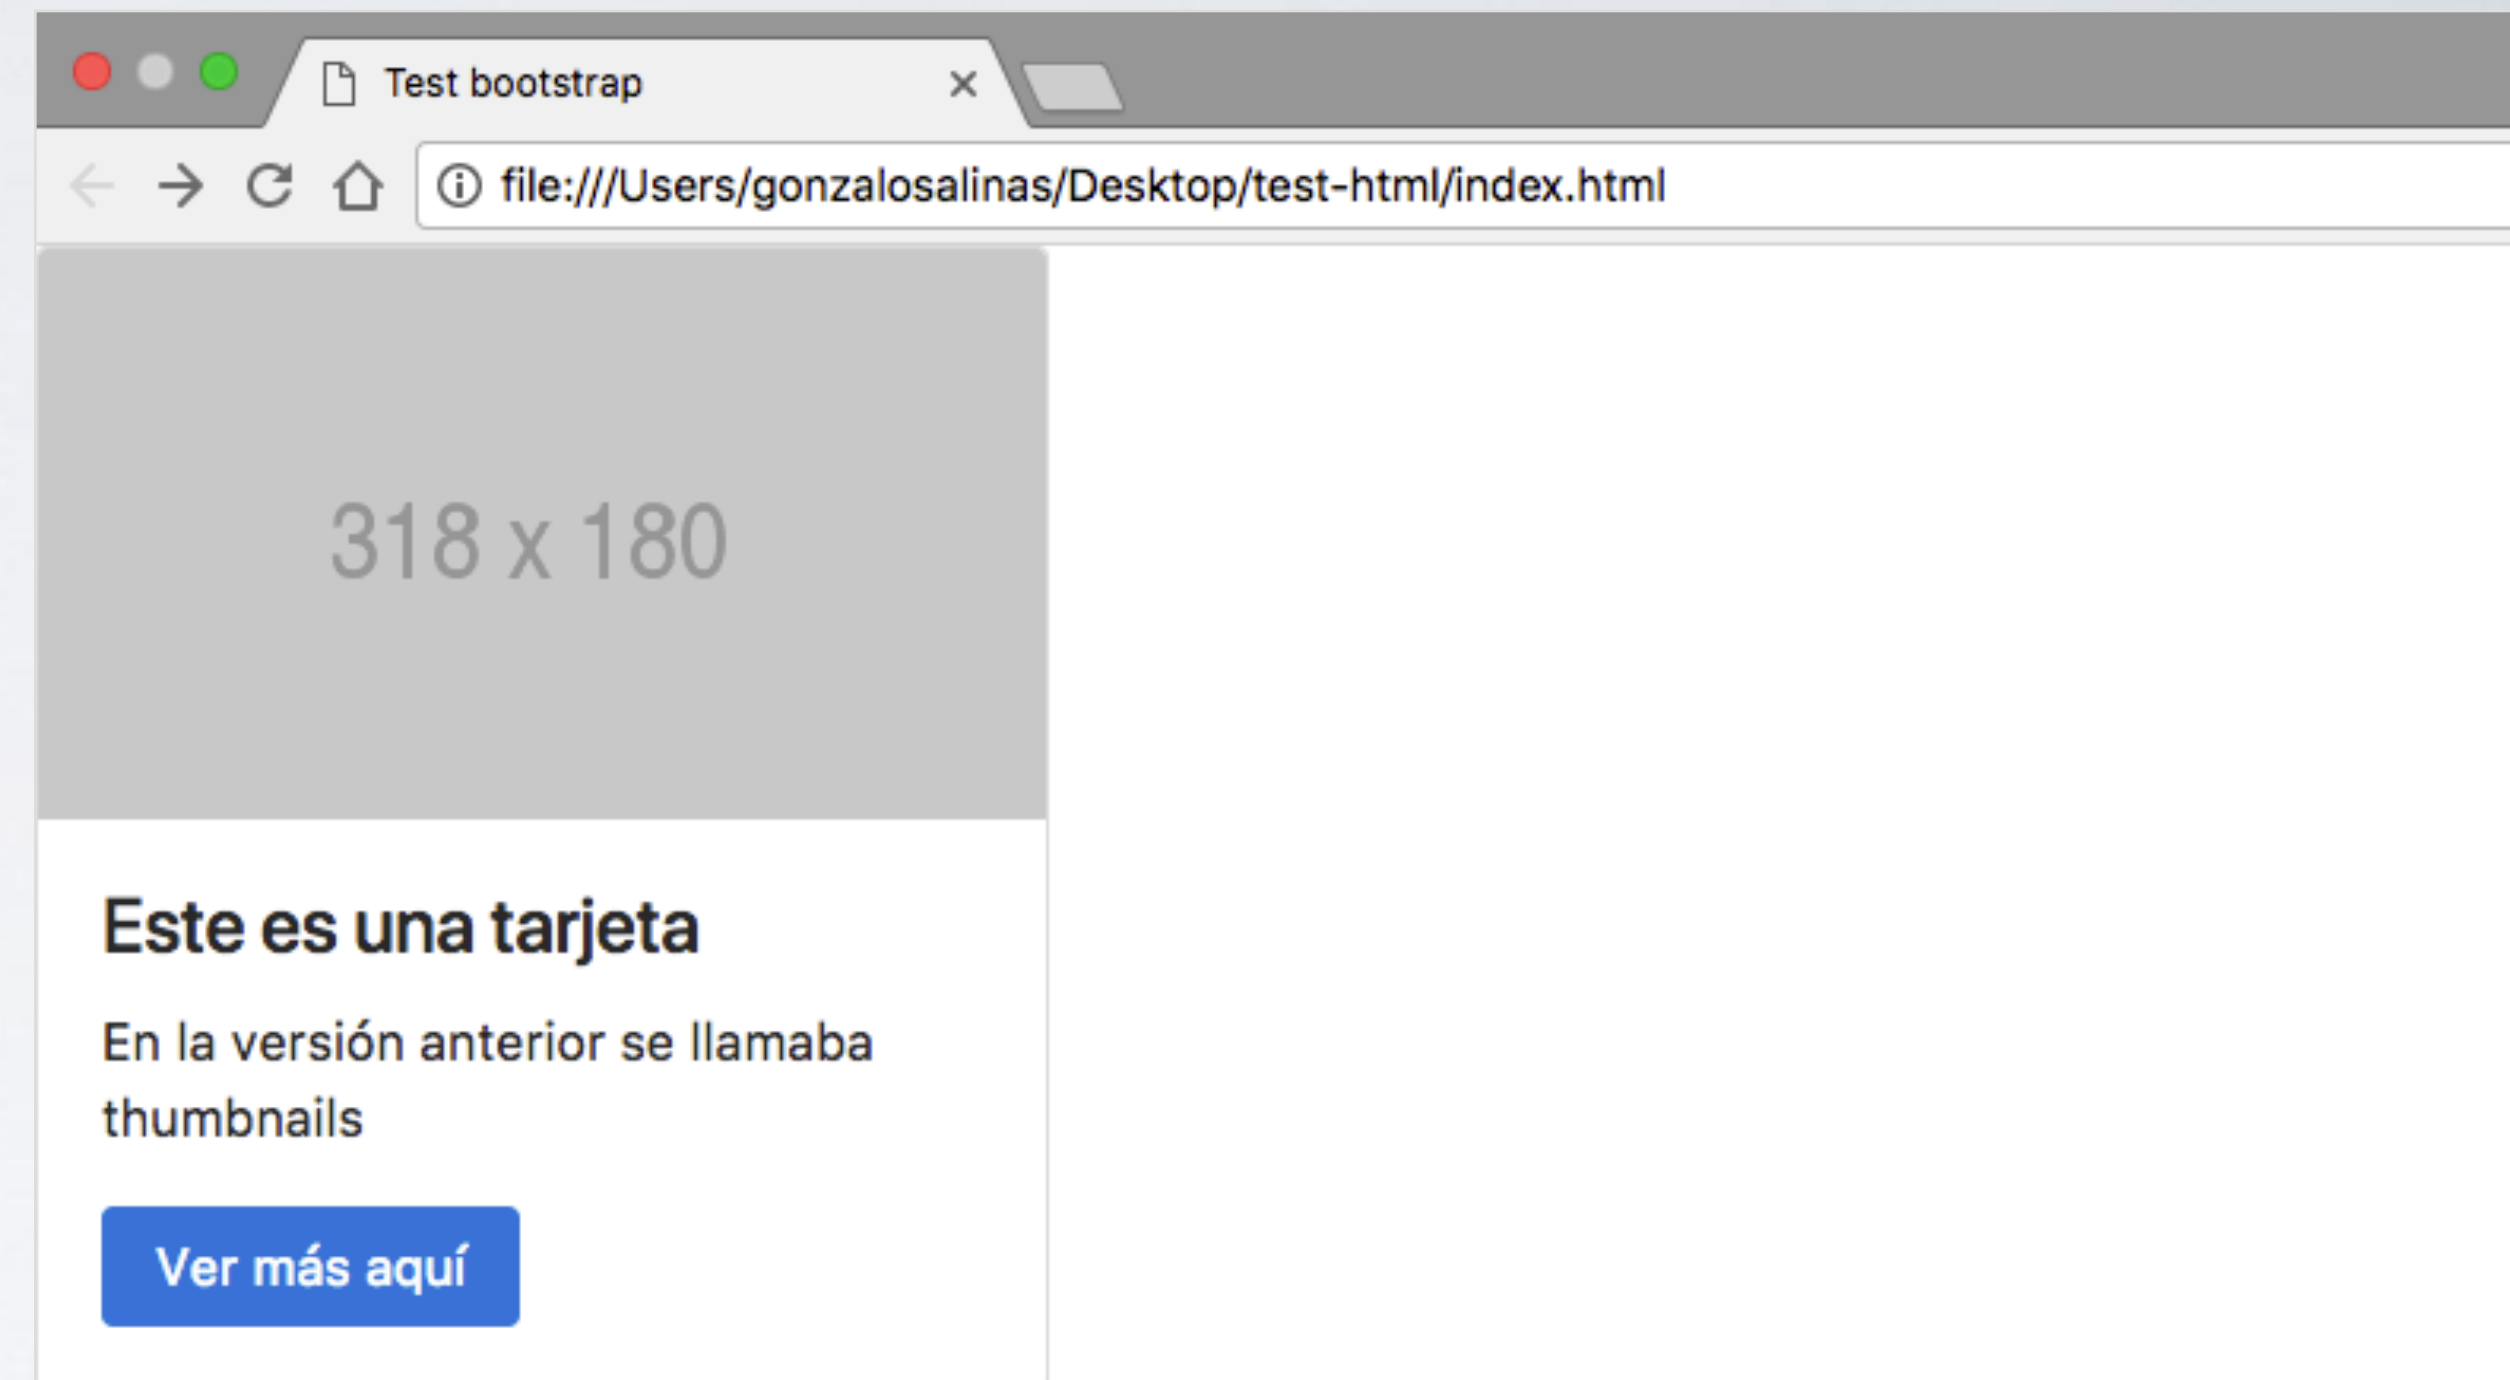 Test bootstrap
file:///Users/gonzalosalinas/Desktop/test-html/index.html
318 x 180
Este es una tarjeta
En la versión anterior se llamaba
thumbnails
Ver más aquí